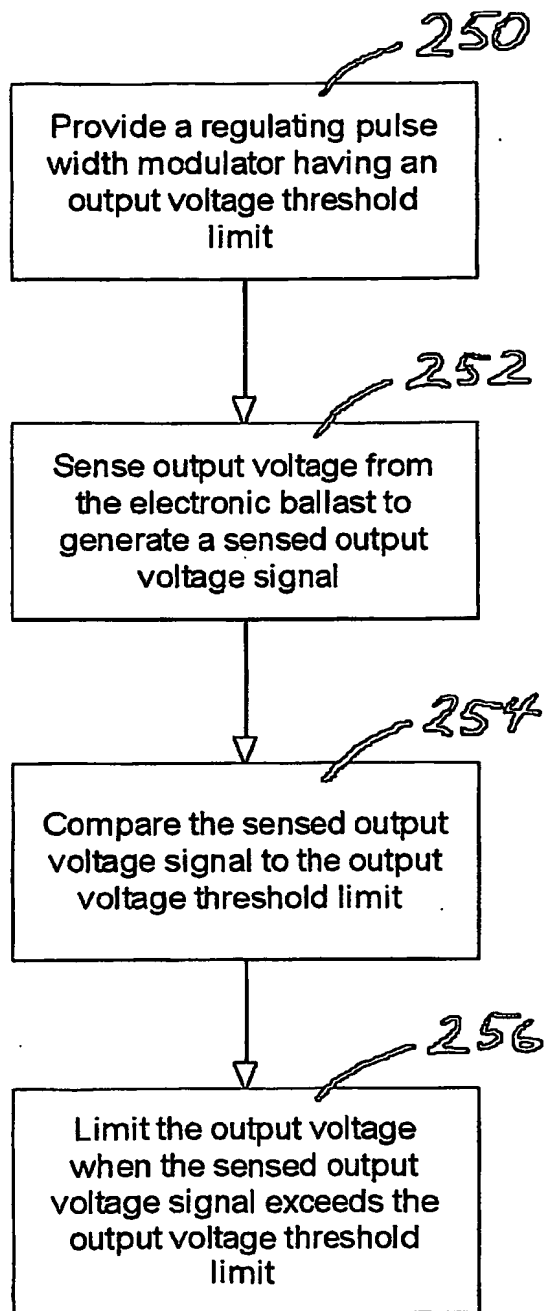 250
Provide a regulating pulse
width modulator having an
output voltage threshold
limit
252
Sense output voltage from
the electronic ballast to
generate a sensed output
voltage signal
254
Compare the sensed output
voltage signal to the output
voltage threshold limit
256
Limit the output voltage
when the sensed output
voltage signal exceeds the
output voltage threshold
limit